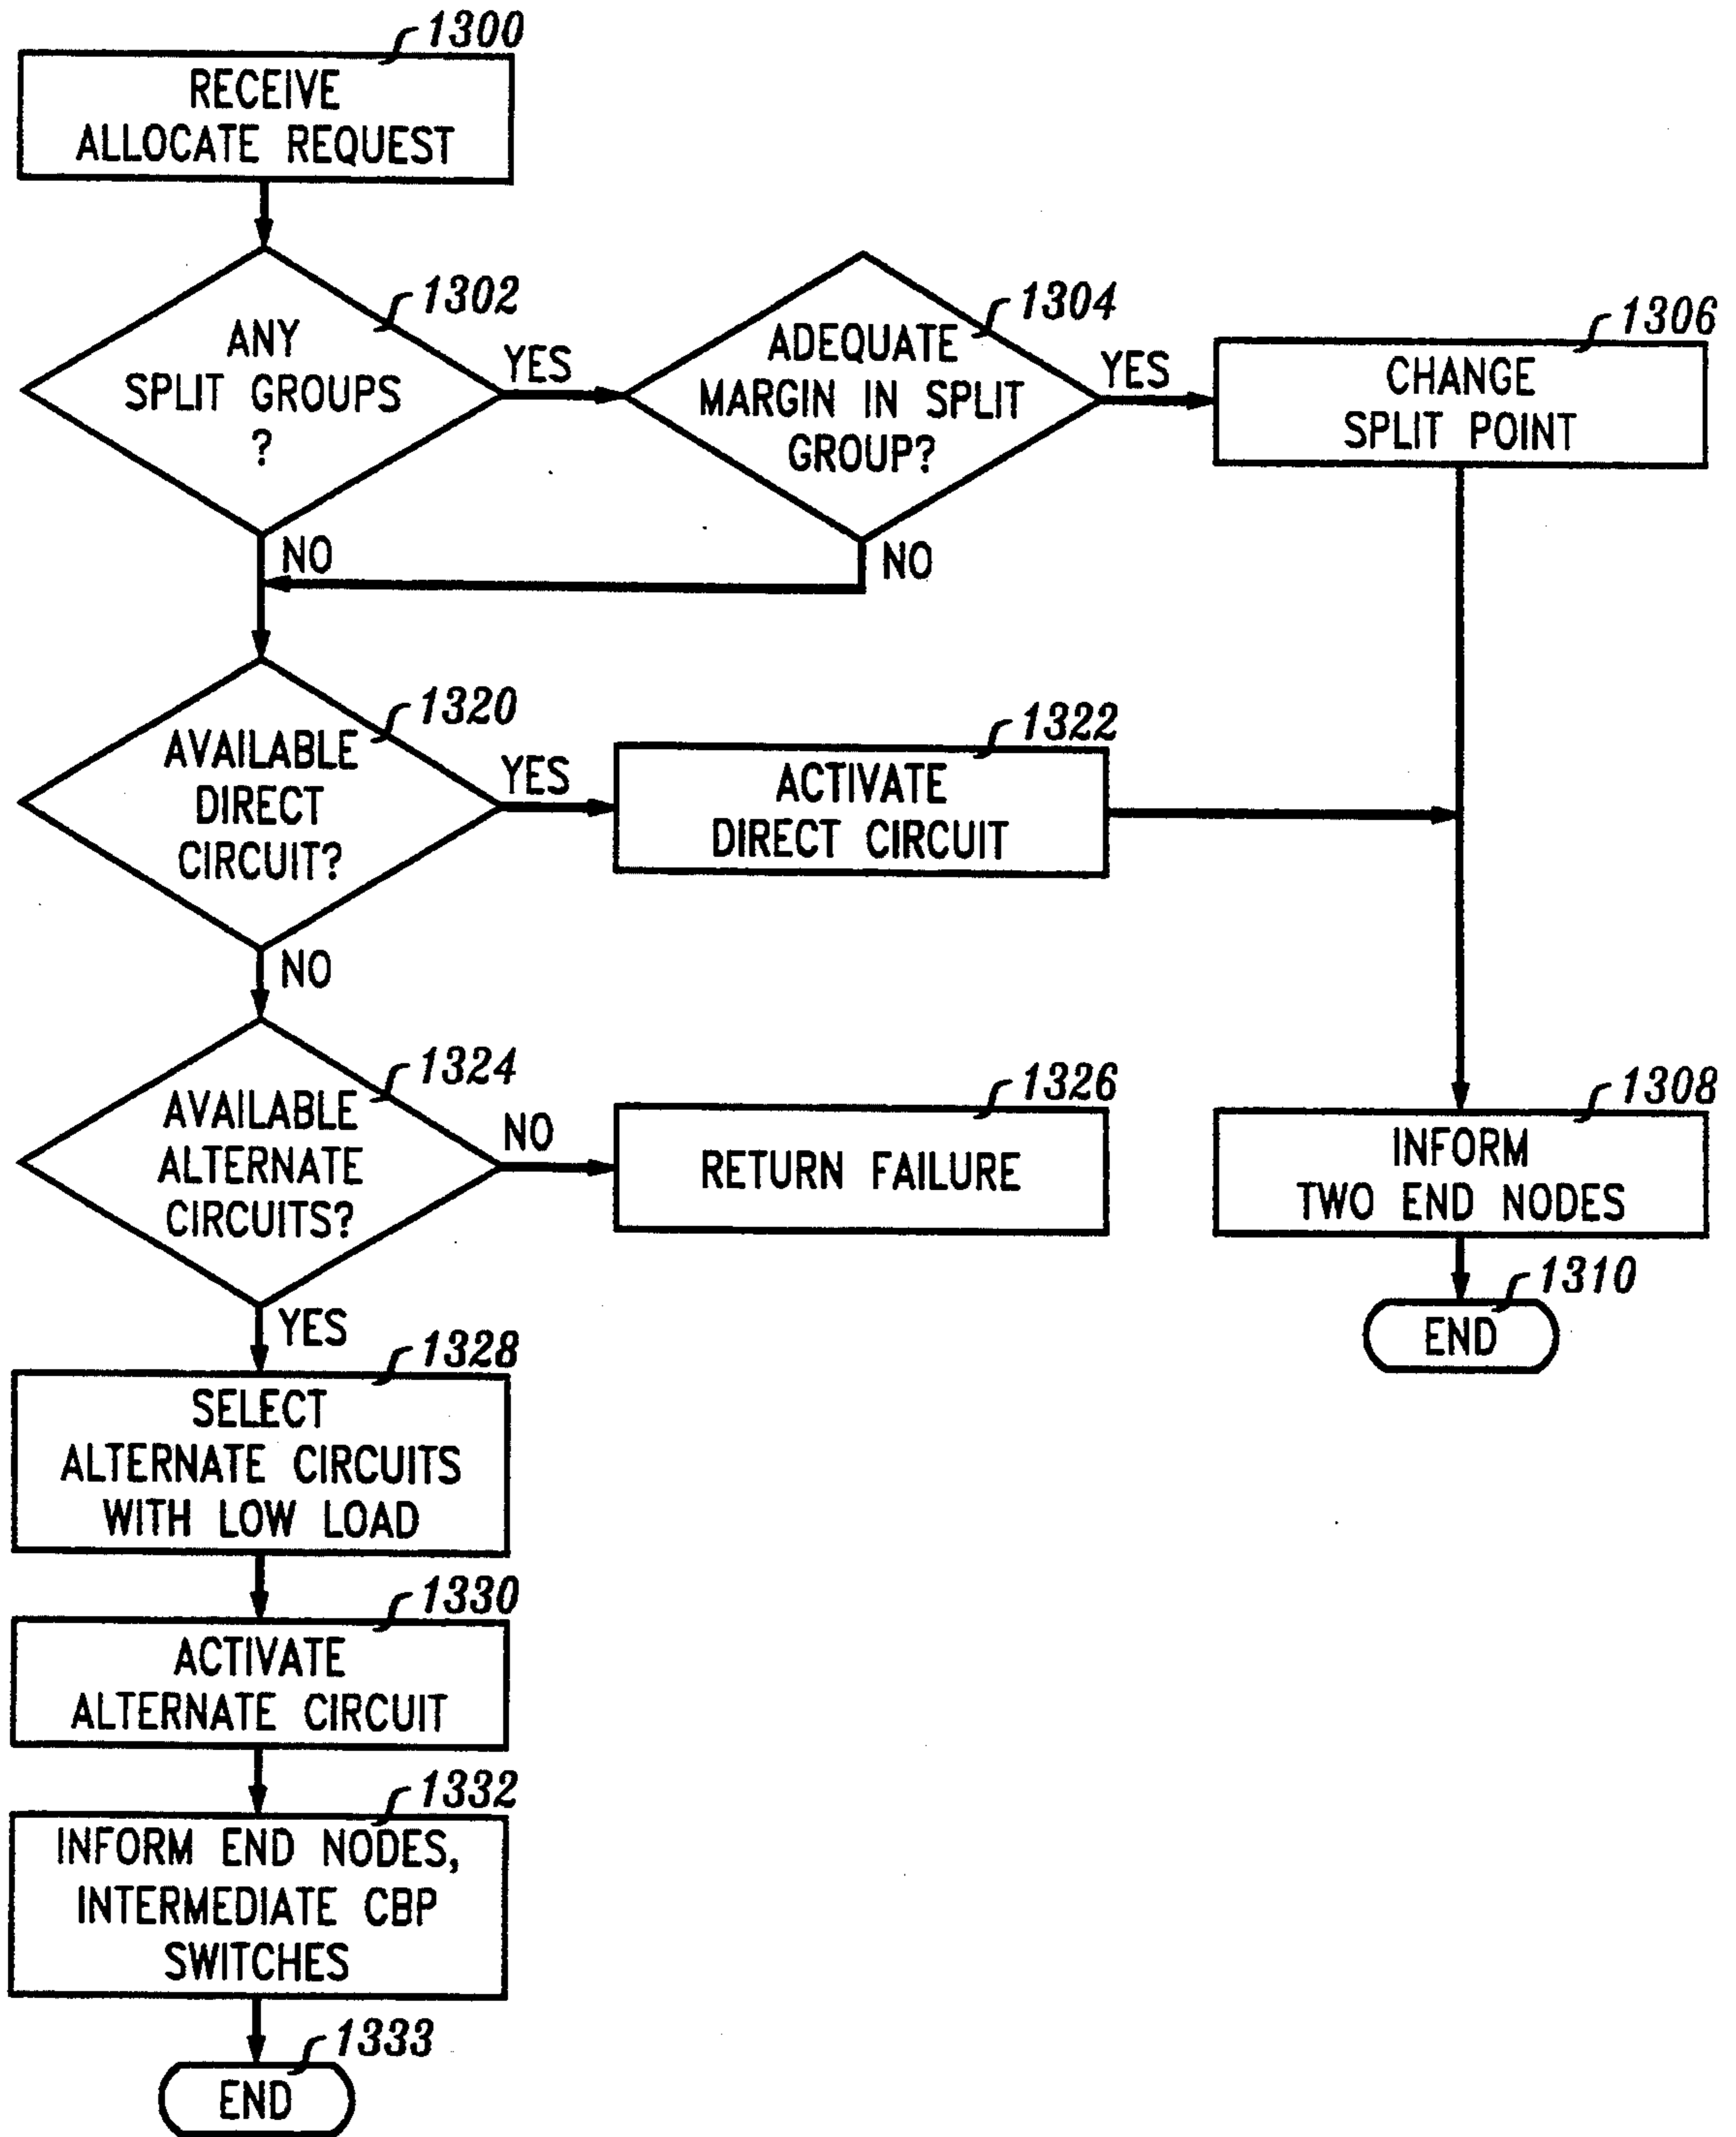 1300
RECEIVE
ALLOCATE REQUEST
1302
ANY
SPLIT GROUPS
?
YES
NO
1304
ADEQUATE
MARGIN IN SPLIT
GROUP?
YES
NO
1306
CHANGE
SPLIT POINT
1320
AVAILABLE
DIRECT
CIRCUIT?
YES
NO
1322
ACTIVATE
DIRECT CIRCUIT
1324
AVAILABLE
ALTERNATE
CIRCUITS?
NO
YES
1326
RETURN FAILURE
1308
INFORM
TWO END NODES
1310
END
1328
SELECT
ALTERNATE CIRCUITS
WITH LOW LOAD
1330
ACTIVATE
ALTERNATE CIRCUIT
1332
INFORM END NODES,
INTERMEDIATE CBP
SWITCHES
1333
END